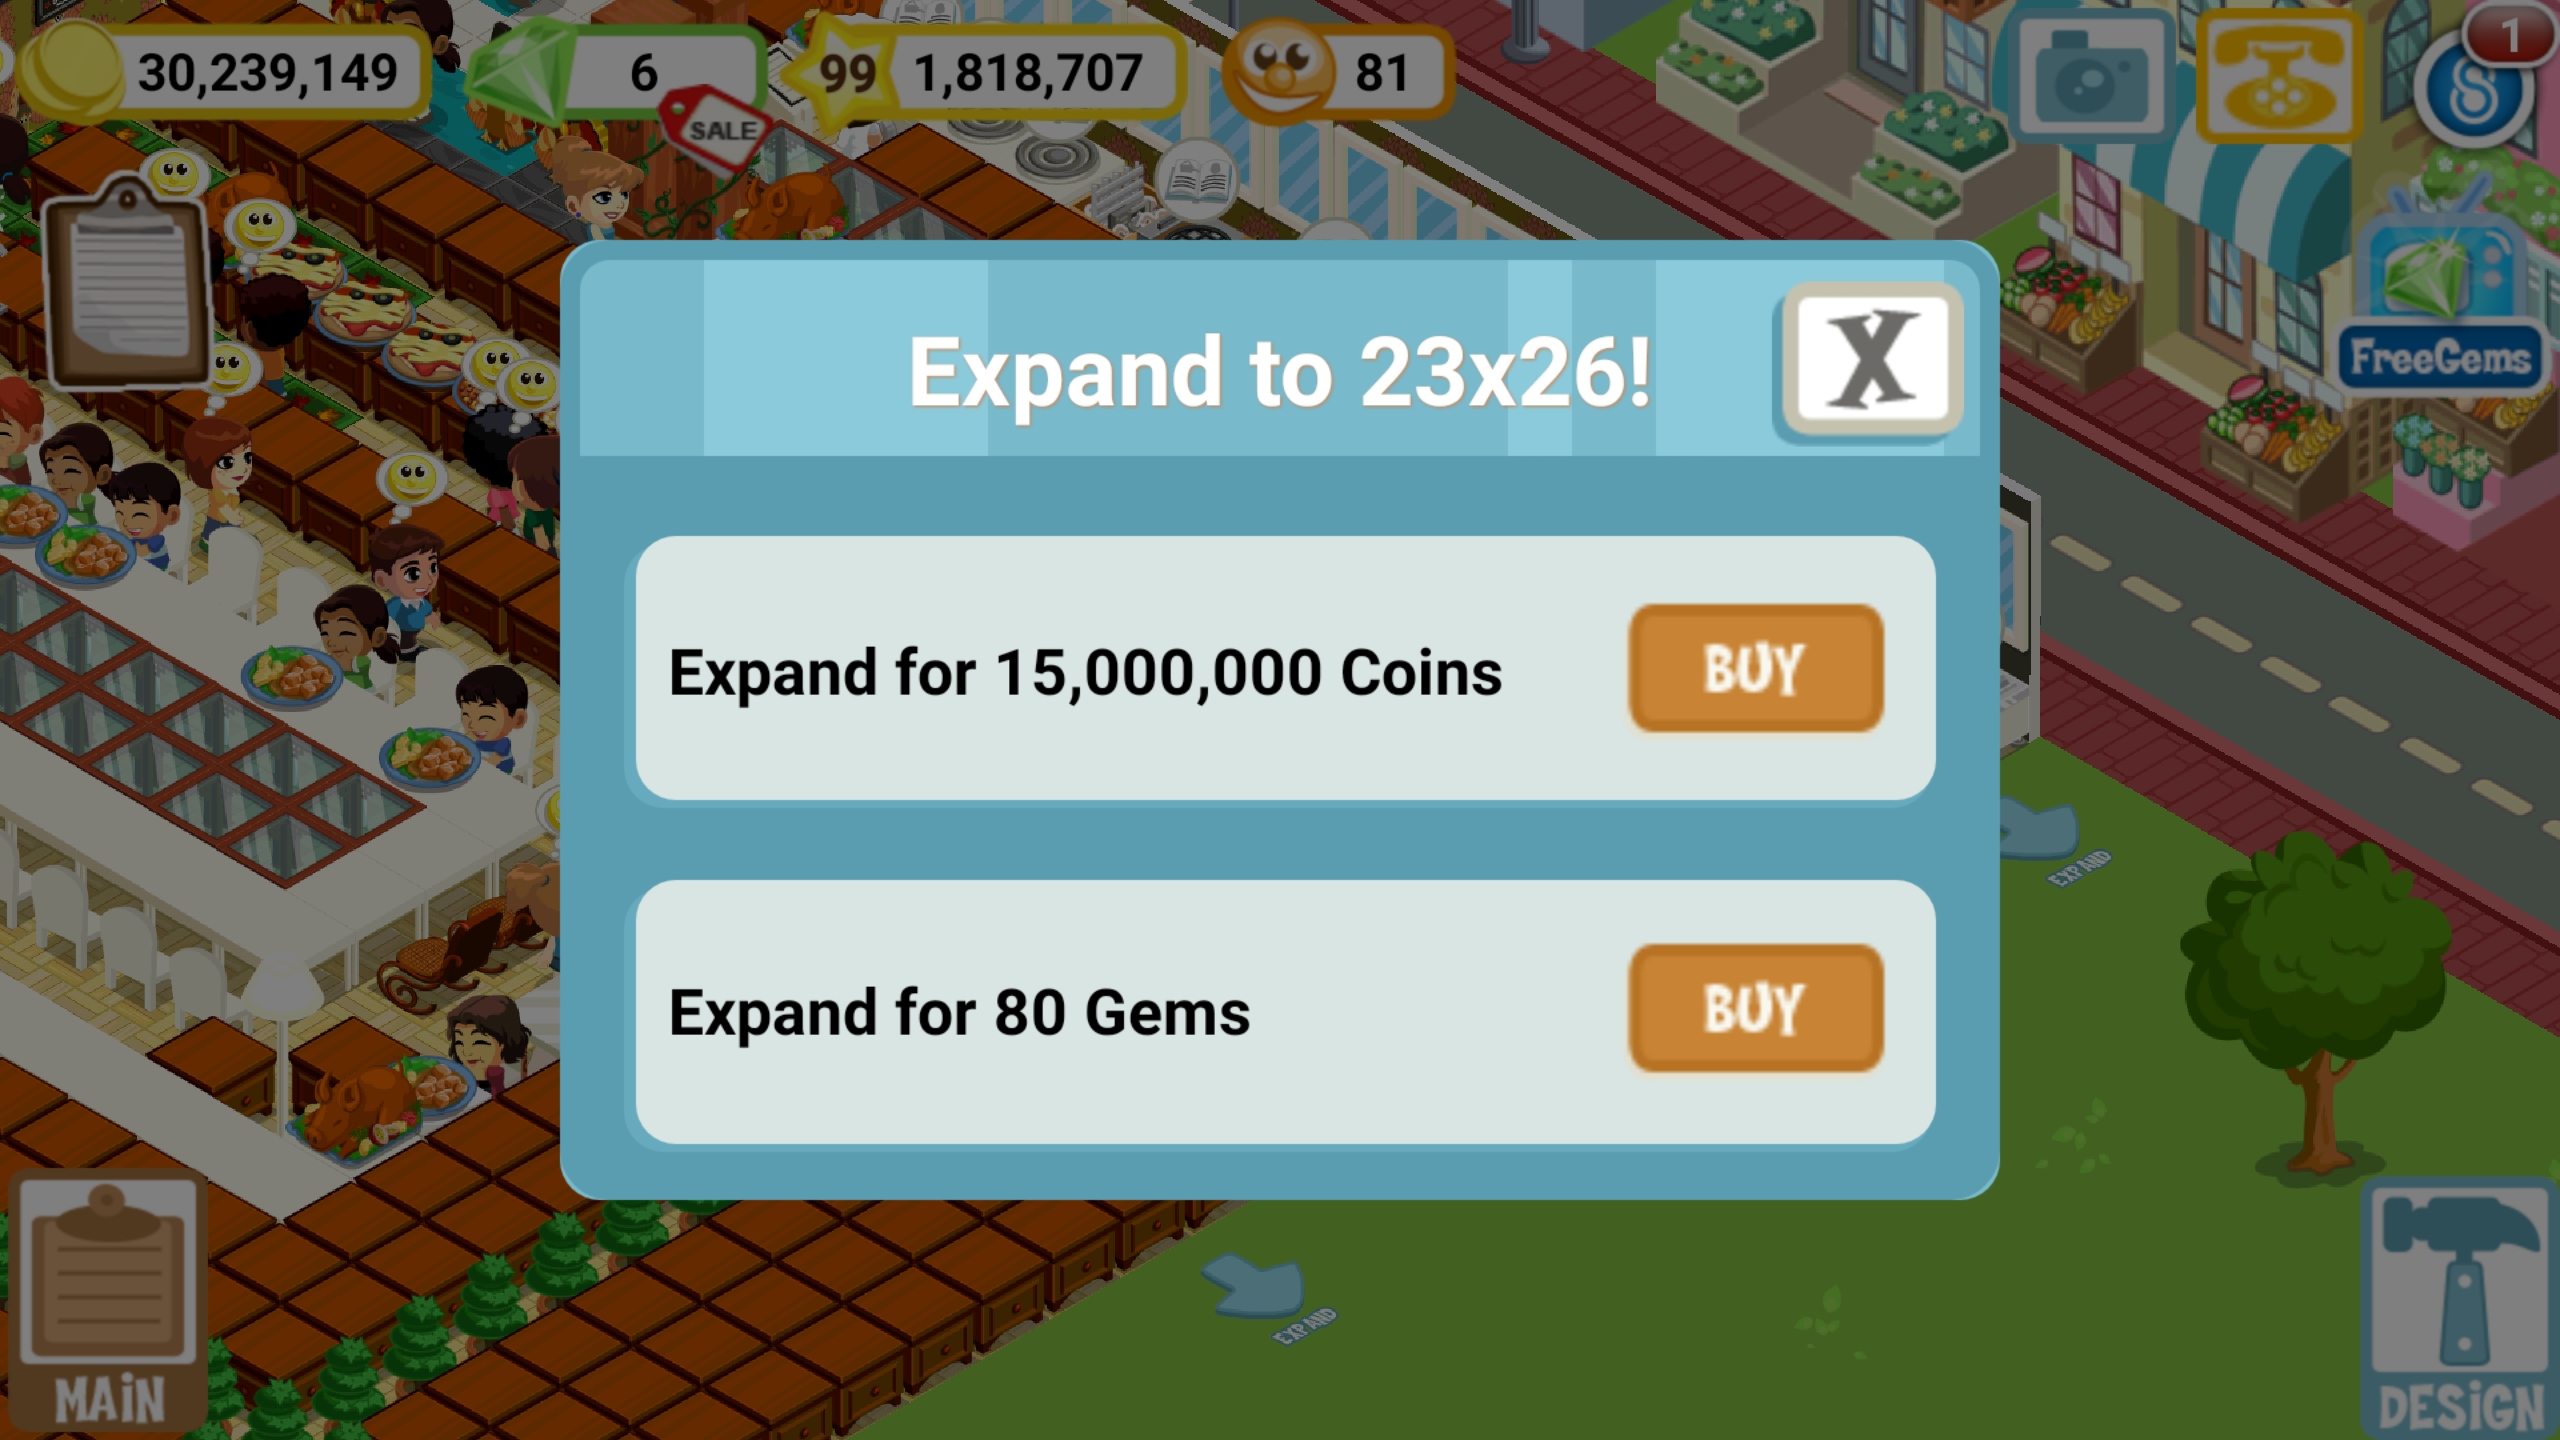 30,239,149
6
SALE
99
1,818,707
81
1
FreeGems
Expand to 23x26!
X
Expand for 15,000,000 Coins
BUY
Expand for 80 Gems
BUY
EXPAND
EXPAND
MAIN
DESIGN